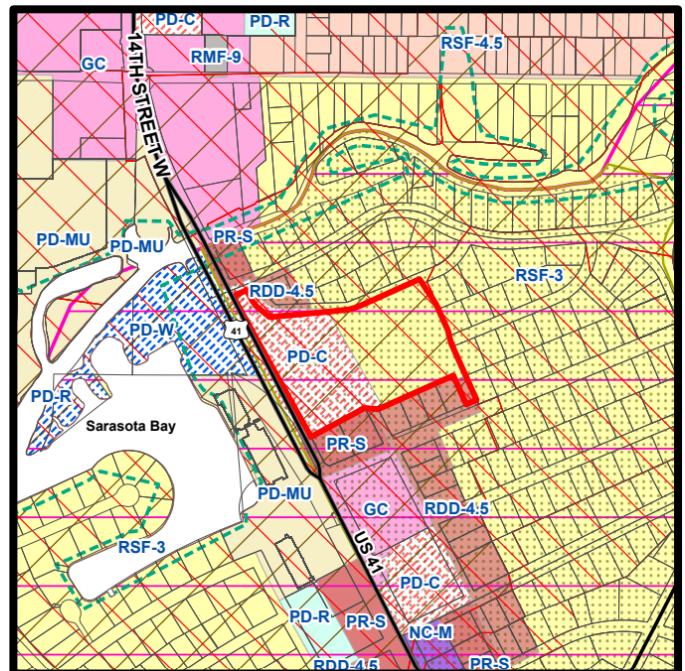 PD-C
PD-R
GC
RMF-9
RSF-4.5
14TH STREET W
PD-MU
PD-MU
PR-S
RDD-4.5
RSF-3
41
PD-W
PD-C
PD-R
Sarasota Bay
PR-S
PD-MU
GC
RDD-4.5
RSF-3
US 41
PD-C
PD-R
PR-S
NC-M
RDD-4.5
PR-S